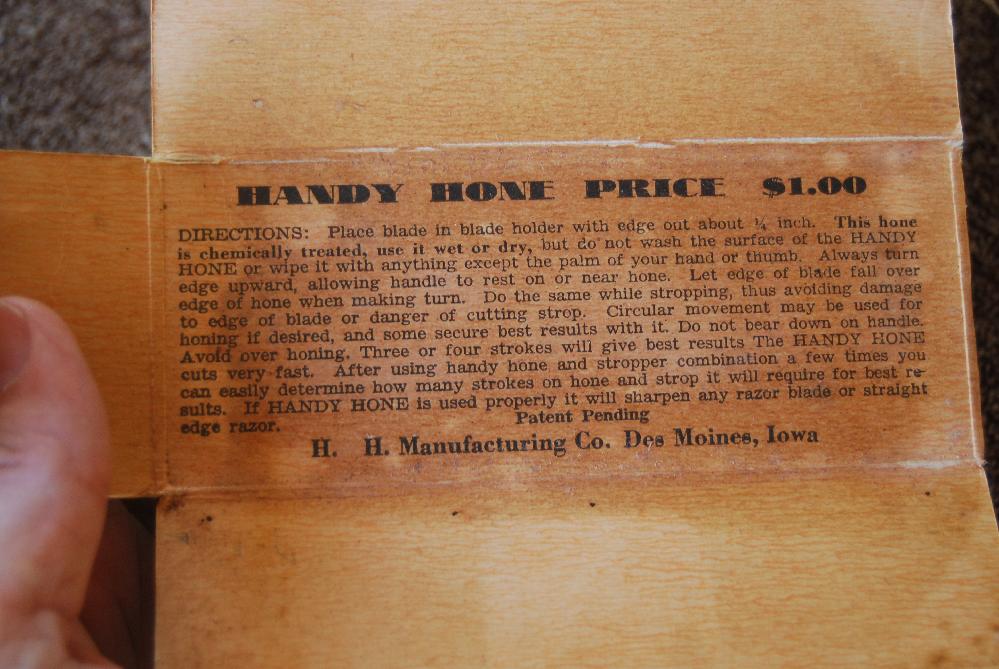 HANDY HONE PRICE $1.00
DIRECTIONS: Place blade in blade holder with edge out about ¼ inch. This hone
is chemically treated, use it wet or dry, but do not wash the surface of the HANDY
HONE or wipe it with anything except the palm of your hand or thumb. Always turn
edge upward, allowing handle to rest on or near hone. Let edge of blade fall over
edge of hone when making turn. Do the same while stropping, thus avoiding damage
to edge of blade or danger of cutting strop. Circular movement may be used for
honing if desired, and some secure best results with it. Do not bear down on handle.
Avoid over honing. Three or four strokes will give best results The HANDY HONE
cuts very fast. After using handy hone and stropper combination a few times you
can easily determine how many strokes on hone and strop it will require for best re-
sults. If HANDY HONE is used properly it will sharpen any razor blade or straight
edge razor.
Patent Pending
H. H. Manufacturing Co. Des Moines, Iowa